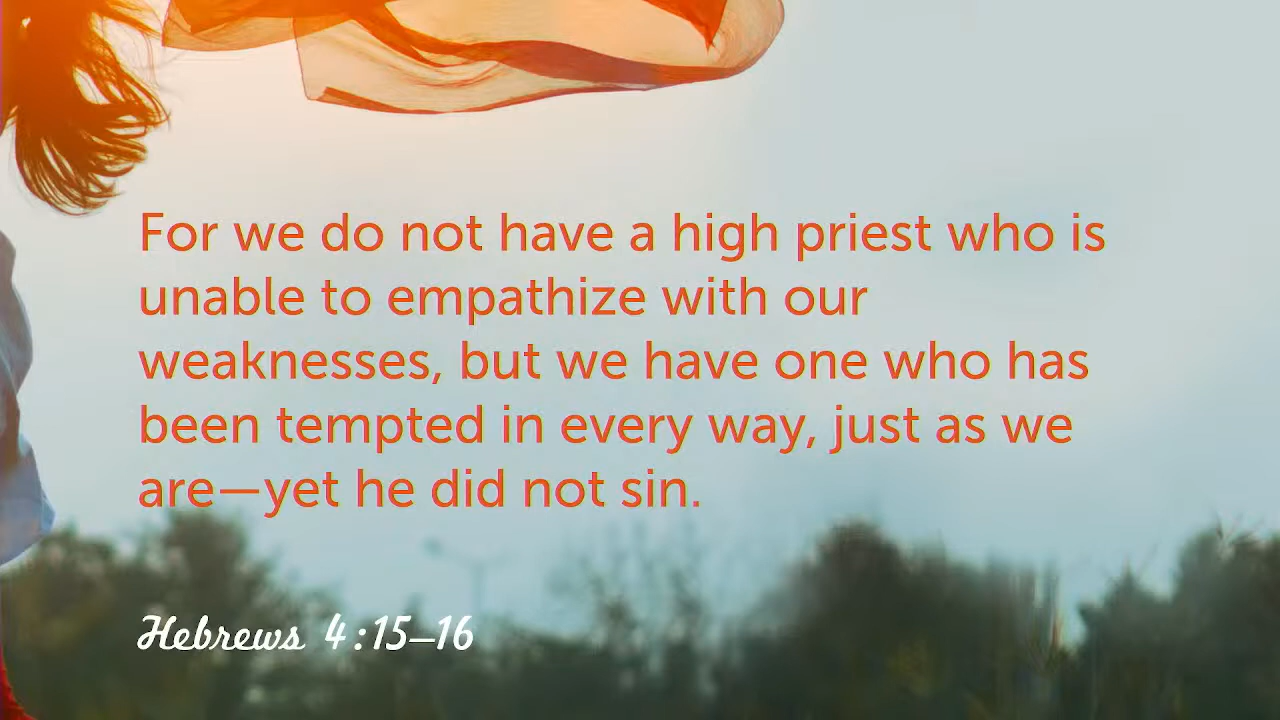 For we do not have a high priest who is
unable to empathize with our
weaknesses, but we have one who has
been tempted in every way, just as we
are—yet he did not sin.
Hebrews 4:15–16